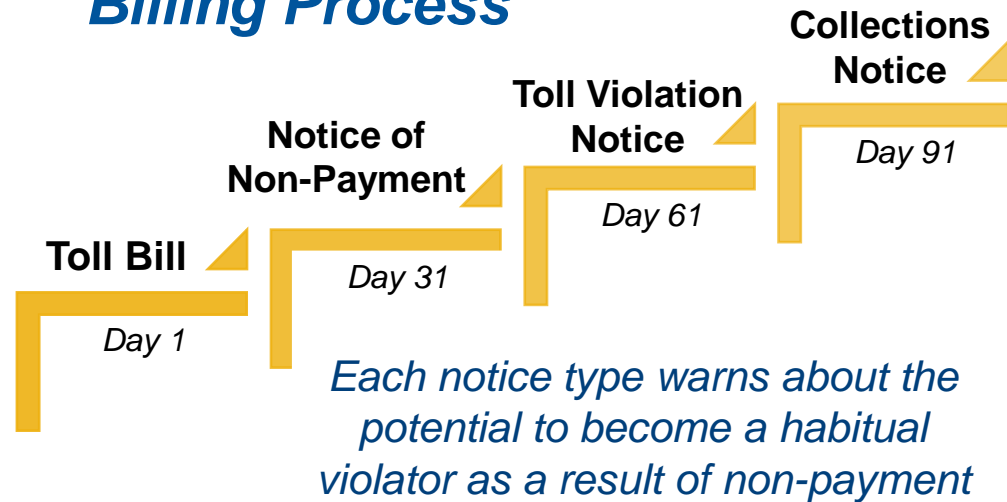 Billing Process
Collections
Notice
Day 91
Toll Violation
Notice
Day 61
Notice of
Non-Payment
Day 31
Toll Bill
Day 1
Each notice type warns about the
potential to become a habitual
violator as a result of non-payment